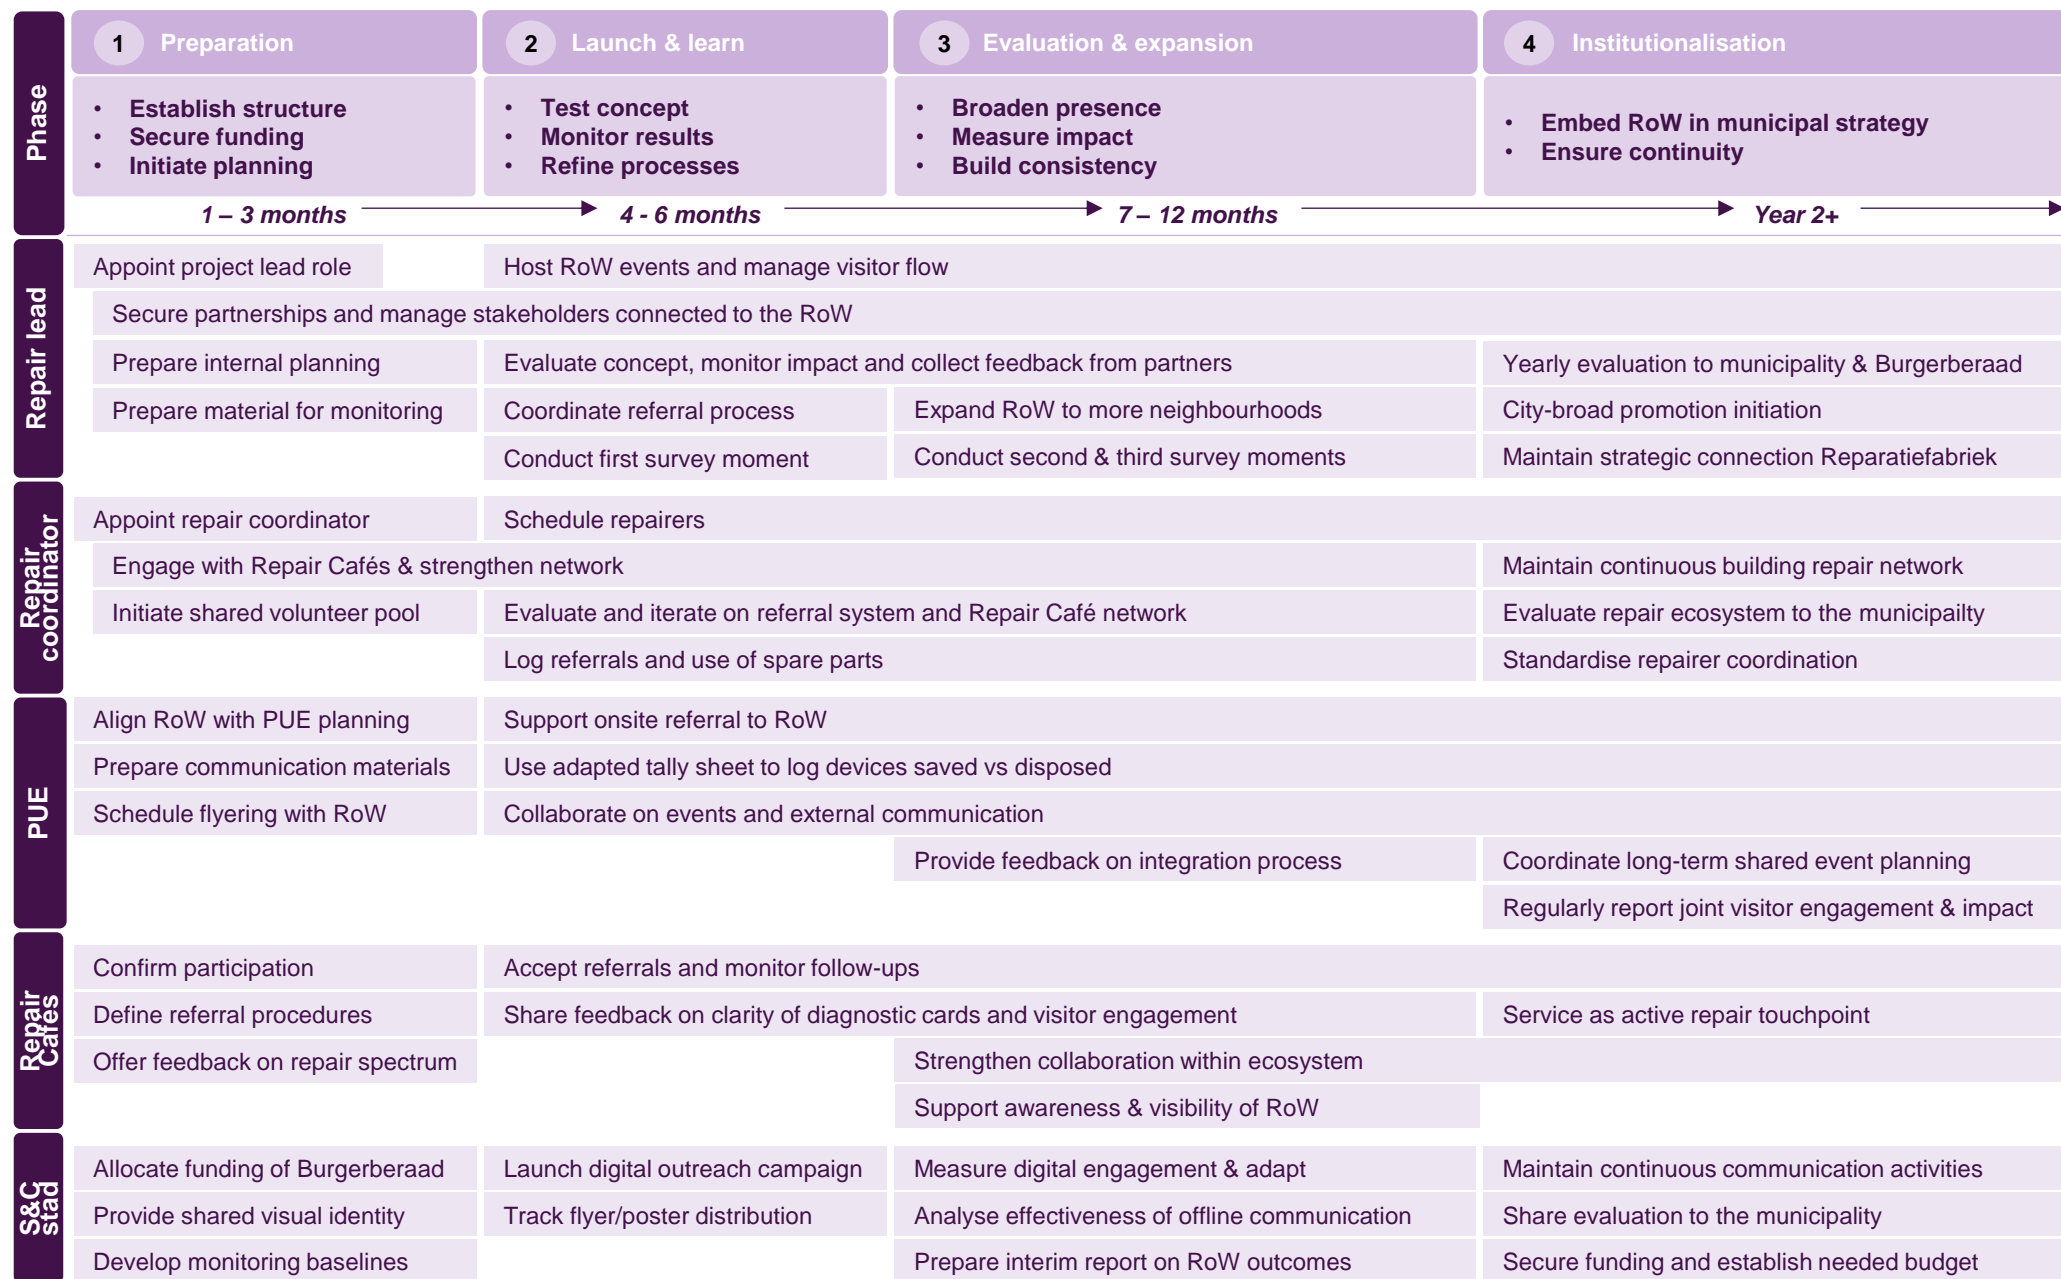 Phase
1 Preparation
2 Launch & learn
3 Evaluation & expansion
4 Institutionalisation
• Establish structure
• Secure funding
• Initiate planning
• Test concept
• Monitor results
• Refine processes
• Broaden presence
• Measure impact
• Build consistency
• Embed RoW in municipal strategy
• Ensure continuity
1 – 3 months
4 - 6 months
7 – 12 months
Year 2+
Repair lead
Appoint project lead role
Host RoW events and manage visitor flow
Secure partnerships and manage stakeholders connected to the RoW
Prepare internal planning
Evaluate concept, monitor impact and collect feedback from partners
Yearly evaluation to municipality & Burgerberaad
Prepare material for monitoring
Coordinate referral process
Expand RoW to more neighbourhoods
City-broad promotion initiation
Conduct first survey moment
Conduct second & third survey moments
Maintain strategic connection Reparatiefabriek
Repair
coordinator
Appoint repair coordinator
Schedule repairers
Engage with Repair Cafés & strengthen network
Maintain continuous building repair network
Initiate shared volunteer pool
Evaluate and iterate on referral system and Repair Café network
Evaluate repair ecosystem to the municipailty
Log referrals and use of spare parts
Standardise repairer coordination
PUE
Align RoW with PUE planning
Support onsite referral to RoW
Prepare communication materials
Use adapted tally sheet to log devices saved vs disposed
Schedule flyering with RoW
Collaborate on events and external communication
Provide feedback on integration process
Coordinate long-term shared event planning
Regularly report joint visitor engagement & impact
Repair
Cafés
Confirm participation
Accept referrals and monitor follow-ups
Define referral procedures
Share feedback on clarity of diagnostic cards and visitor engagement
Service as active repair touchpoint
Offer feedback on repair spectrum
Strengthen collaboration within ecosystem
Support awareness & visibility of RoW
S&C
stad
Allocate funding of Burgerberaad
Launch digital outreach campaign
Measure digital engagement & adapt
Maintain continuous communication activities
Provide shared visual identity
Track flyer/poster distribution
Analyse effectiveness of offline communication
Share evaluation to the municipality
Develop monitoring baselines
Prepare interim report on RoW outcomes
Secure funding and establish needed budget